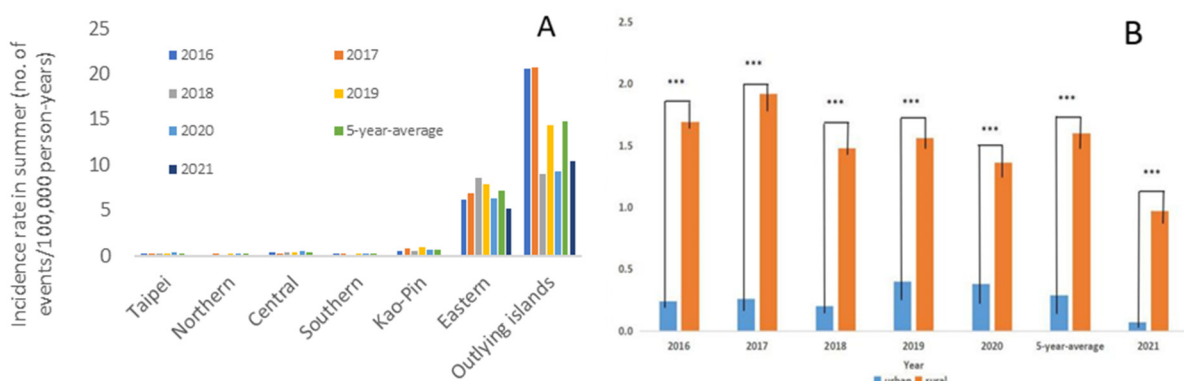 A
B
Incidence rate in summer (no. of
events/100,000 person-years)
25
20
15
10
5
0
2016
2017
2018
2019
2020
5-year-average
2021
Taipei
Northern
Central
Southern
Kao-Pin
Eastern
Outlying islands
2.5
2.0
1.5
1.0
0.5
0.0
***
***
***
***
***
***
***
2016
2017
2018
2019
2020
5-year-average
2021
Year
urban
rural